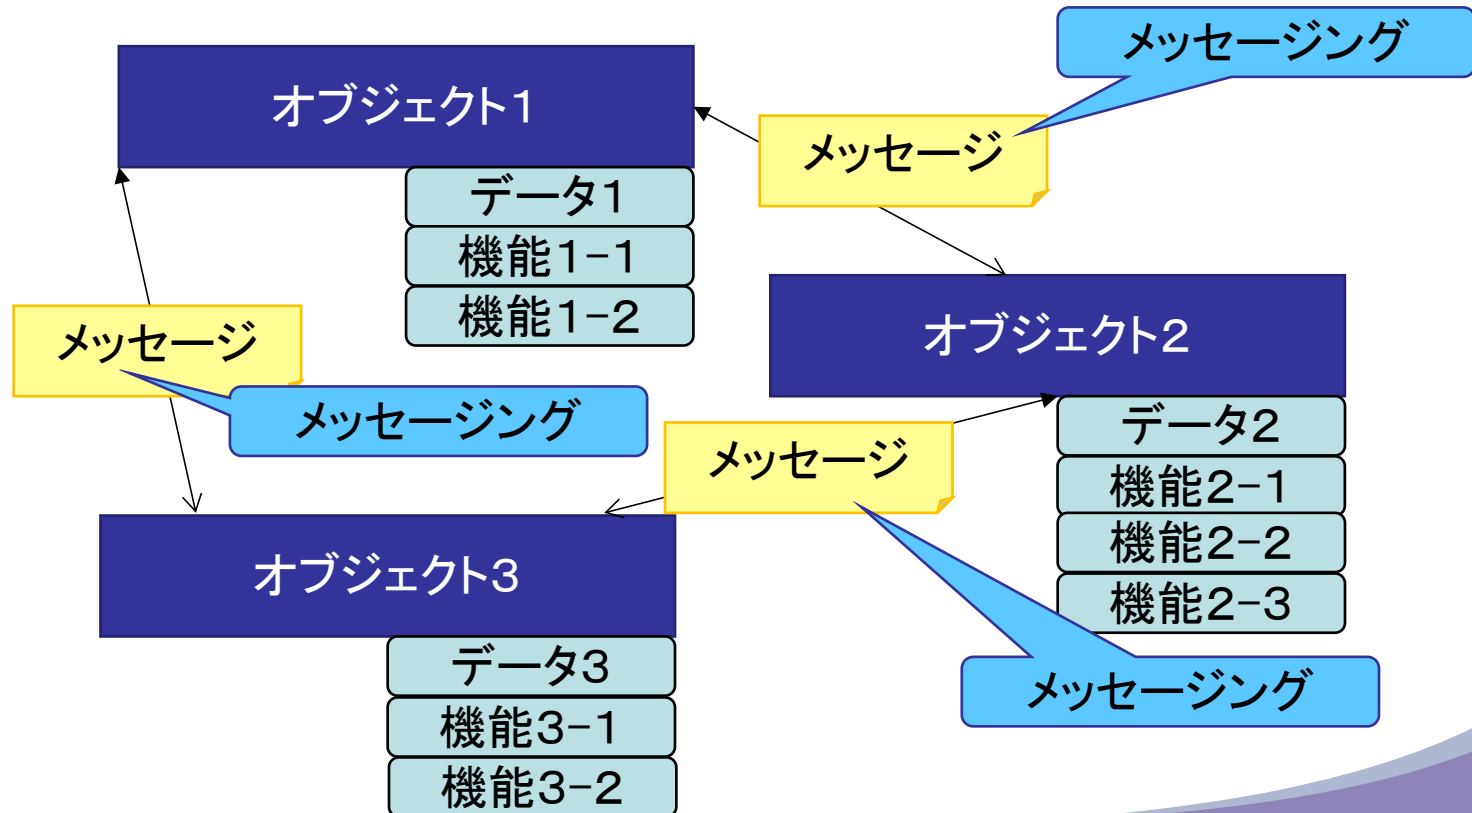 メッセージング
オブジェクト1
メッセージ
データ1
機能1-1
機能1-2
オブジェクト2
メッセージ
メッセージング
データ2
メッセージ
機能2-1
機能2-2
機能2-3
オブジェクト3
データ3
メッセージング
機能3-1
機能3-2